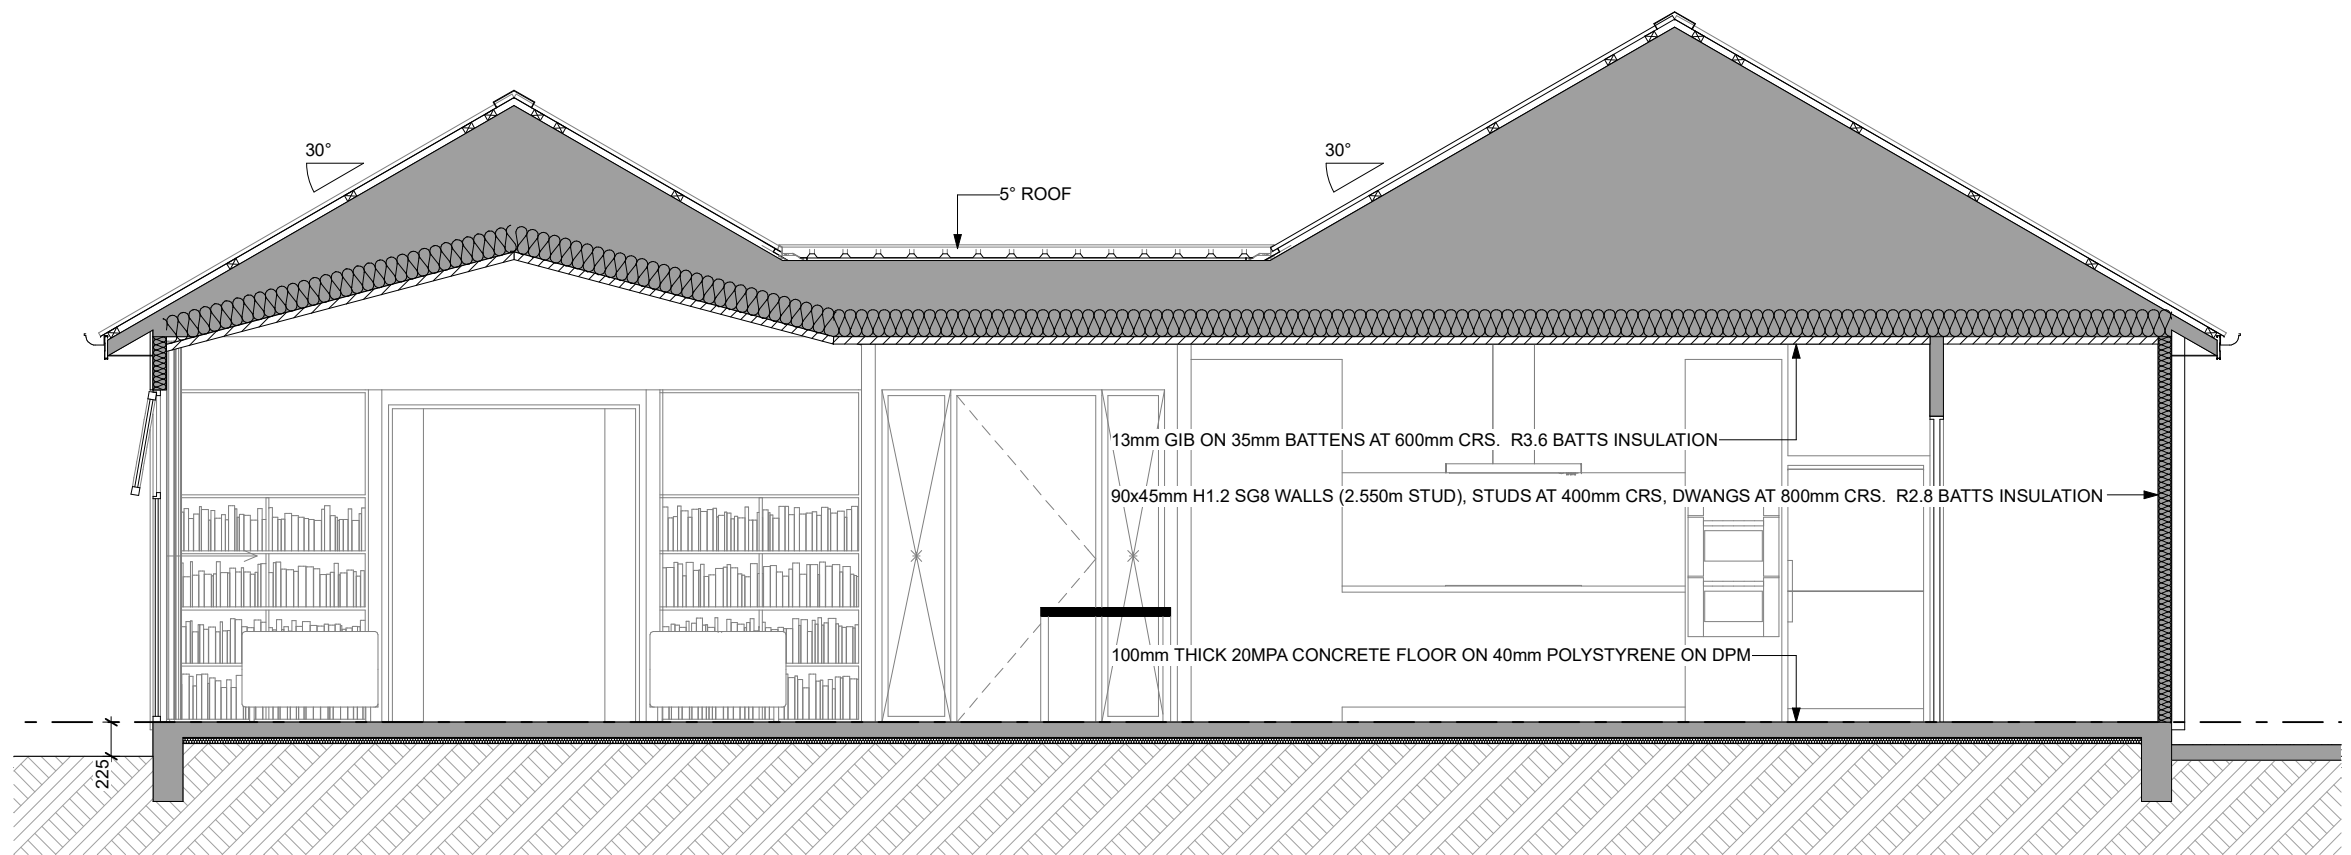 30°
30°
5° ROOF
13mm GIB ON 35mm BATTENS AT 600mm CRS. R3.6 BATTS INSULATION
90x45mm H1.2 SG8 WALLS (2.550m STUD), STUDS AT 400mm CRS, DWANGS AT 800mm CRS. R2.8 BATTS INSULATION
100mm THICK 20MPA CONCRETE FLOOR ON 40mm POLYSTYRENE ON DPM
225